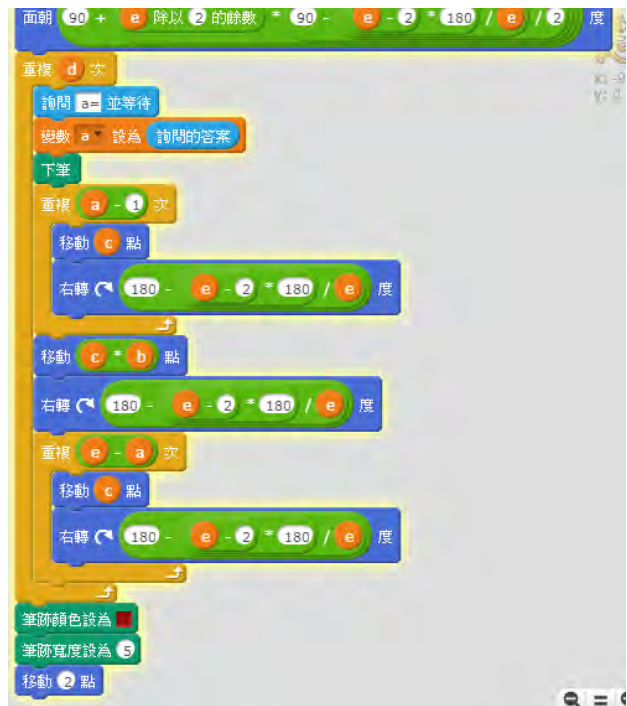 面朝 90 + e 除以 2 的餘數 * 90 - e - 2 * 180 / e / 2 度
重複 d 次
詢問 a= 並等待
變數 a 設為 詢問的答案
下筆
重複 a - 1 次
移動 c 點
右轉 180 - e - 2 * 180 / e 度
移動 c * b 點
右轉 180 - e - 2 * 180 / e 度
重複 e - a 次
移動 c 點
右轉 180 - e - 2 * 180 / e 度
筆跡顏色設為
筆跡寬度設為 5
移動 2 點